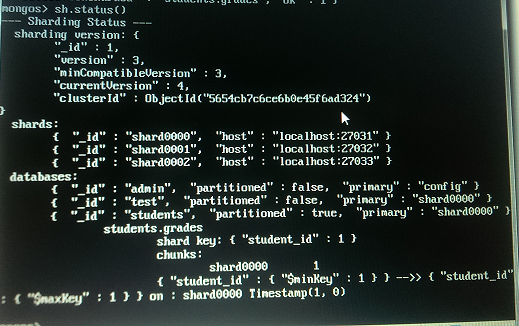 students.grades" , "ok" : 1 }
mongos> sh.status()
--- Sharding Status ---
sharding version: {
"_id" : 1,
"version" : 3,
"minCompatibleVersion" : 3,
"currentVersion" : 4,
"clusterId" : ObjectId("5654cb7c6ce6b0e45f6ad324")
}
shards:
{ "_id" : "shard0000", "host" : "localhost:27031" }
{ "_id" : "shard0001", "host" : "localhost:27032" }
{ "_id" : "shard0002", "host" : "localhost:27033" }
databases:
{ "_id" : "admin", "partitioned" : false, "primary" : "config" }
{ "_id" : "test", "partitioned" : false, "primary" : "shard0000" }
{ "_id" : "students", "partitioned" : true, "primary" : "shard0000" }
students.grades
shard key: { "student_id" : 1 }
chunks:
shard0000 1
{ "student_id" : { "$minKey" : 1 } } -->> { "student_id"
: { "$maxKey" : 1 } } on : shard0000 Timestamp(1, 0)